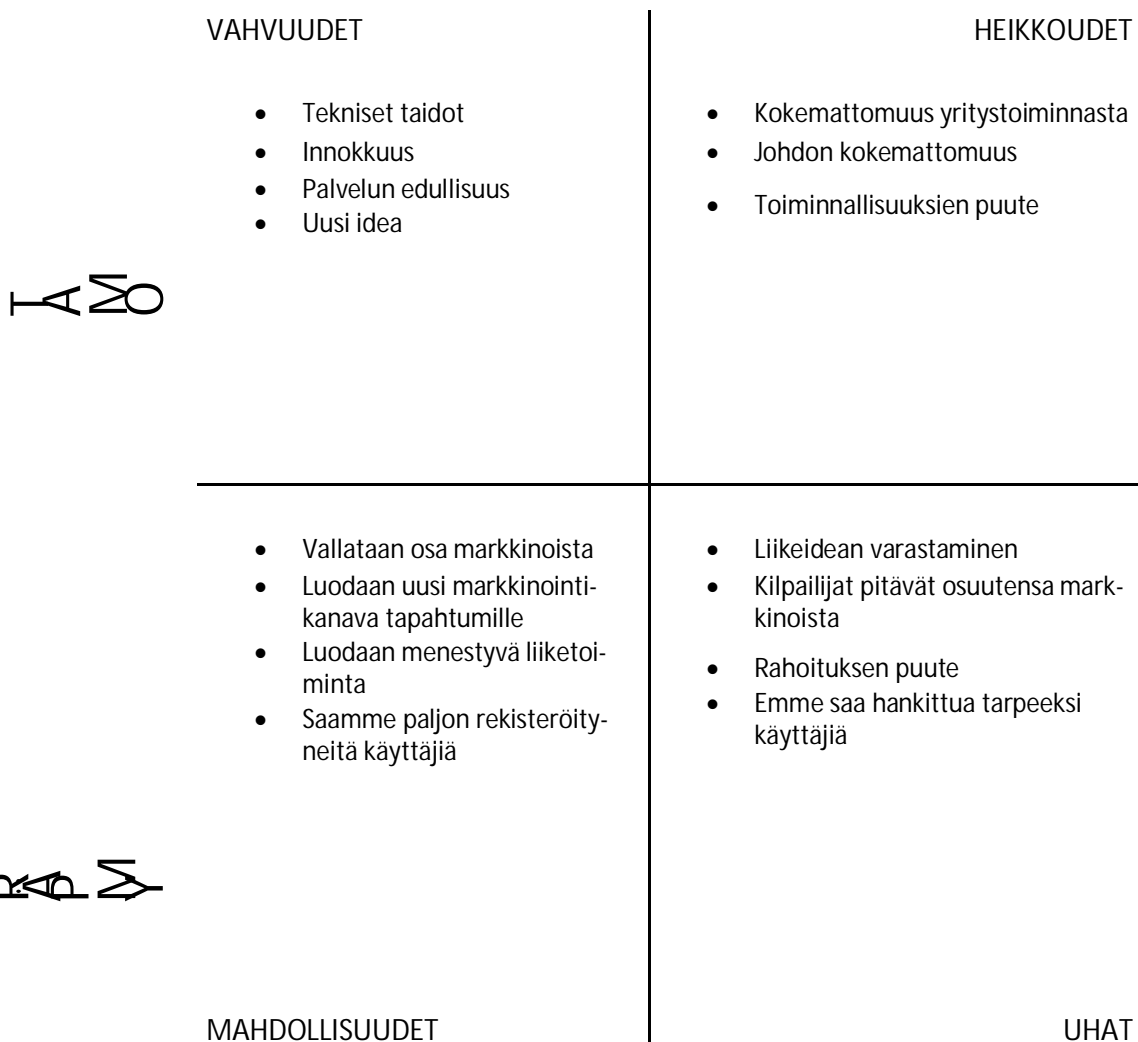 VAHVUUDET
HEIKKOUDET
• Tekniset taidot
• Innokkuus
• Palvelun edullisuus
• Uusi idea
• Kokemattomuus yritystoiminnasta
• Johdon kokemattomuus
• Toiminnallisuuksien puute
• Vallataan osa markkinoista
• Luodaan uusi markkinointi-
kanava tapahtumille
• Luodaan menestyvä liiketoi-
minta
• Saamme paljon rekisteröity-
neitä käyttäjiä
• Liikeidean varastaminen
• Kilpailijat pitävät osuutensa mark-
kinoista
• Rahoituksen puute
• Emme saa hankittua tarpeeksi
käyttäjiä
MAHDOLLISUUDET
UHAT